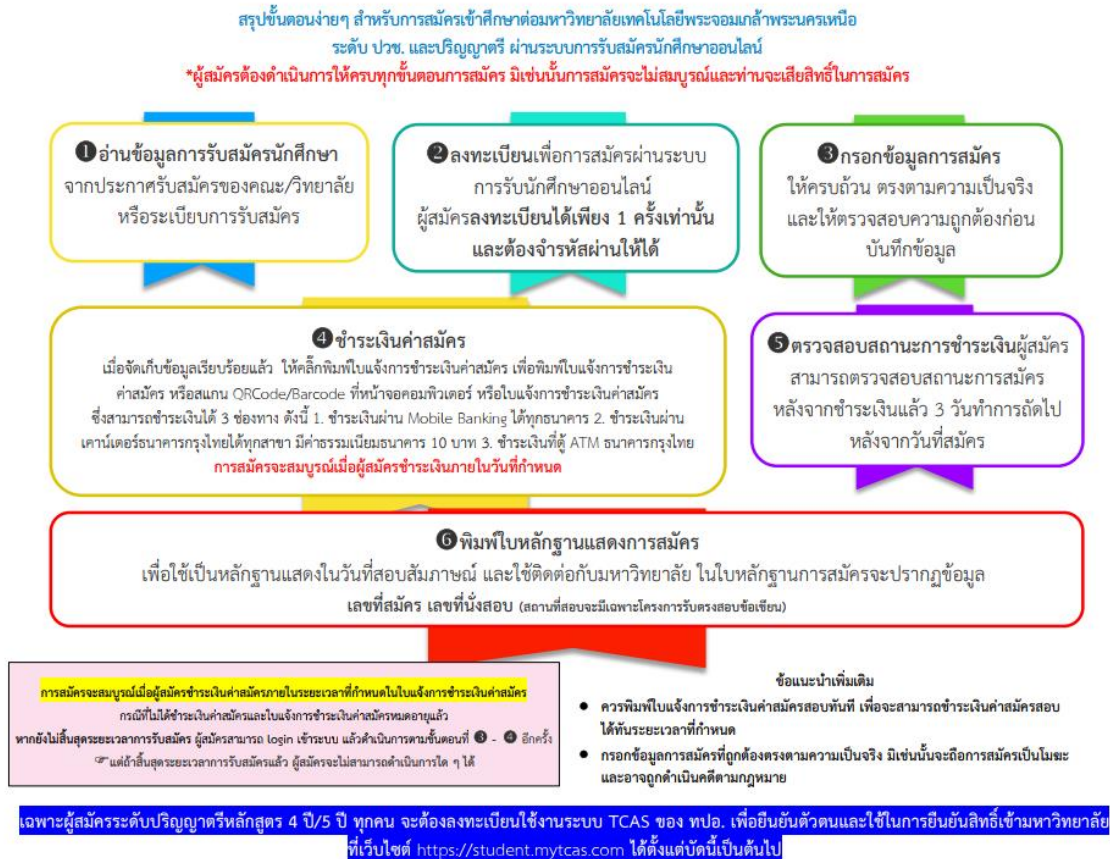 สรุปขั้นตอนง่ายๆ สำหรับการสมัครเข้าศึกษาต่อมหาวิทยาลัยเทคโนโลยีพระจอมเกล้าพระนครเหนือ
ระดับ ปวช. และปริญญาตรี ผ่านระบบการรับสมัครนักศึกษาออนไลน์
*ผู้สมัครต้องดำเนินการให้ครบทุกขั้นตอนการสมัคร มิเช่นนั้นการสมัครจะไม่สมบูรณ์และท่านจะเสียสิทธิ์ในการสมัคร
❶อ่านข้อมูลการรับสมัครนักศึกษา
จากประกาศรับสมัครของคณะ/วิทยาลัย
หรือระเบียบการรับสมัคร
❷ลงทะเบียนเพื่อการสมัครผ่านระบบ
การรับนักศึกษาออนไลน์
ผู้สมัครลงทะเบียนได้เพียง 1 ครั้งเท่านั้น
และต้องจำรหัสผ่านให้ได้
❸กรอกข้อมูลการสมัคร
ให้ครบถ้วน ตรงตามความเป็นจริง
และให้ตรวจสอบความถูกต้องก่อน
บันทึกข้อมูล
❹ชำระเงินค่าสมัคร
เมื่อจัดเก็บข้อมูลเรียบร้อยแล้ว ให้คลิ๊กพิมพ์ใบแจ้งการชำระเงินค่าสมัคร เพื่อพิมพ์ใบแจ้งการชำระเงิน
ค่าสมัคร หรือสแกน QRCode/Barcode ที่หน้าจอคอมพิวเตอร์ หรือใบแจ้งการชำระเงินค่าสมัคร
ซึ่งสามารถชำระเงินได้ 3 ช่องทาง ดังนี้ 1. ชำระเงินผ่าน Mobile Banking ได้ทุกธนาคาร 2. ชำระเงินผ่าน
เคาน์เตอร์ธนาคารกรุงไทยได้ทุกสาขา มีค่าธรรมเนียมธนาคาร 10 บาท 3. ชำระเงินที่ตู้ ATM ธนาคารกรุงไทย
การสมัครจะสมบูรณ์เมื่อผู้สมัครชำระเงินภายในวันที่กำหนด
❺ตรวจสอบสถานะการชำระเงินผู้สมัคร
สามารถตรวจสอบสถานะการสมัคร
หลังจากชำระเงินแล้ว 3 วันทำการถัดไป
หลังจากวันที่สมัคร
❻พิมพ์ใบหลักฐานแสดงการสมัคร
เพื่อใช้เป็นหลักฐานแสดงในวันที่สอบสัมภาษณ์ และใช้ติดต่อกับมหาวิทยาลัย ในใบหลักฐานการสมัครจะปรากฏข้อมูล
เลขที่สมัคร เลขที่นั่งสอบ (สถานที่สอบจะมีเฉพาะโครงการรับตรงสอบข้อเขียน)
การสมัครจะสมบูรณ์เมื่อผู้สมัครชำระเงินค่าสมัครภายในระยะเวลาที่กำหนดในใบแจ้งการชำระเงินค่าสมัคร
กรณีที่ไม่ได้ชำระเงินค่าสมัครและใบแจ้งการชำระเงินค่าสมัครหมดอายุแล้ว
หากยังไม่สิ้นสุดระยะเวลาการรับสมัคร ผู้สมัครสามารถ login เข้าระบบ แล้วดำเนินการตามขั้นตอนที่ ❸ - ❹ อีกครั้ง
☞แต่ถ้าสิ้นสุดระยะเวลาการรับสมัครแล้ว ผู้สมัครจะไม่สามารถดำเนินการใด ๆ ได้
ข้อแนะนำเพิ่มเติม
● ควรพิมพ์ใบแจ้งการชำระเงินค่าสมัครสอบทันที เพื่อจะสามารถชำระเงินค่าสมัครสอบ
ได้ทันระยะเวลาที่กำหนด
● กรอกข้อมูลการสมัครที่ถูกต้องตรงตามความเป็นจริง มิเช่นนั้นจะถือการสมัครเป็นโมฆะ
และอาจถูกดำเนินคดีตามกฎหมาย
เฉพาะผู้สมัครระดับปริญญาตรีหลักสูตร 4 ปี/5 ปี ทุกคน จะต้องลงทะเบียนใช้งานระบบ TCAS ของ ทปอ. เพื่อยืนยันตัวตนและใช้ในการยืนยันสิทธิ์เข้ามหาวิทยาลัย
ที่เว็บไซต์ https://student.mytcas.com ได้ตั้งแต่บัดนี้เป็นต้นไป